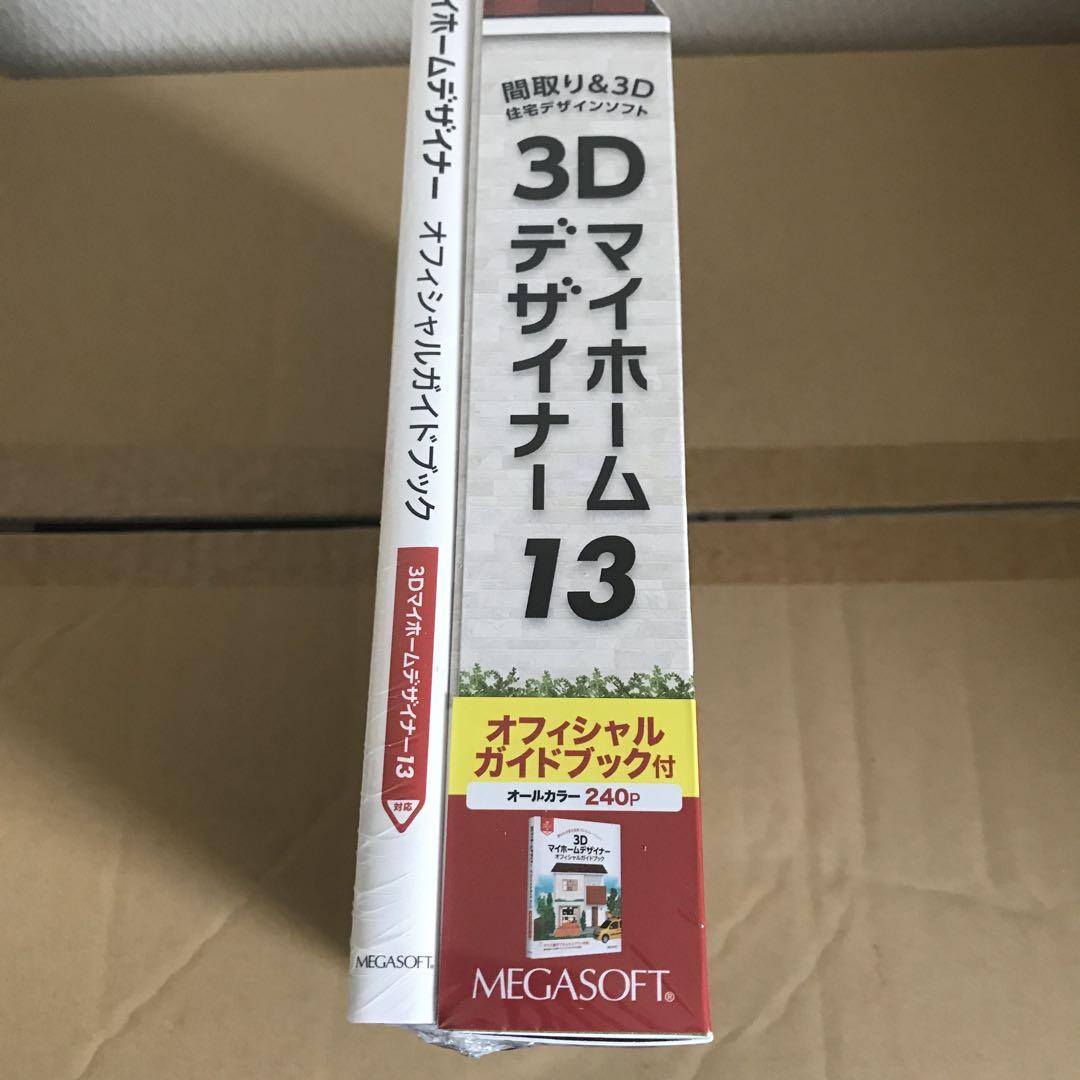 イホームデザイナー オフィシャルガイドブック
3Dマイホームデザイナー13
対応
MEGASOFT®
間取り&3D
住宅デザインソフト
3D
マイホーム
デザイナー
13
オフィシャル
ガイドブック付
オールカラー 240P
3D
マイホームデザイナー
オフィシャルガイドブック
MEGASOFT®